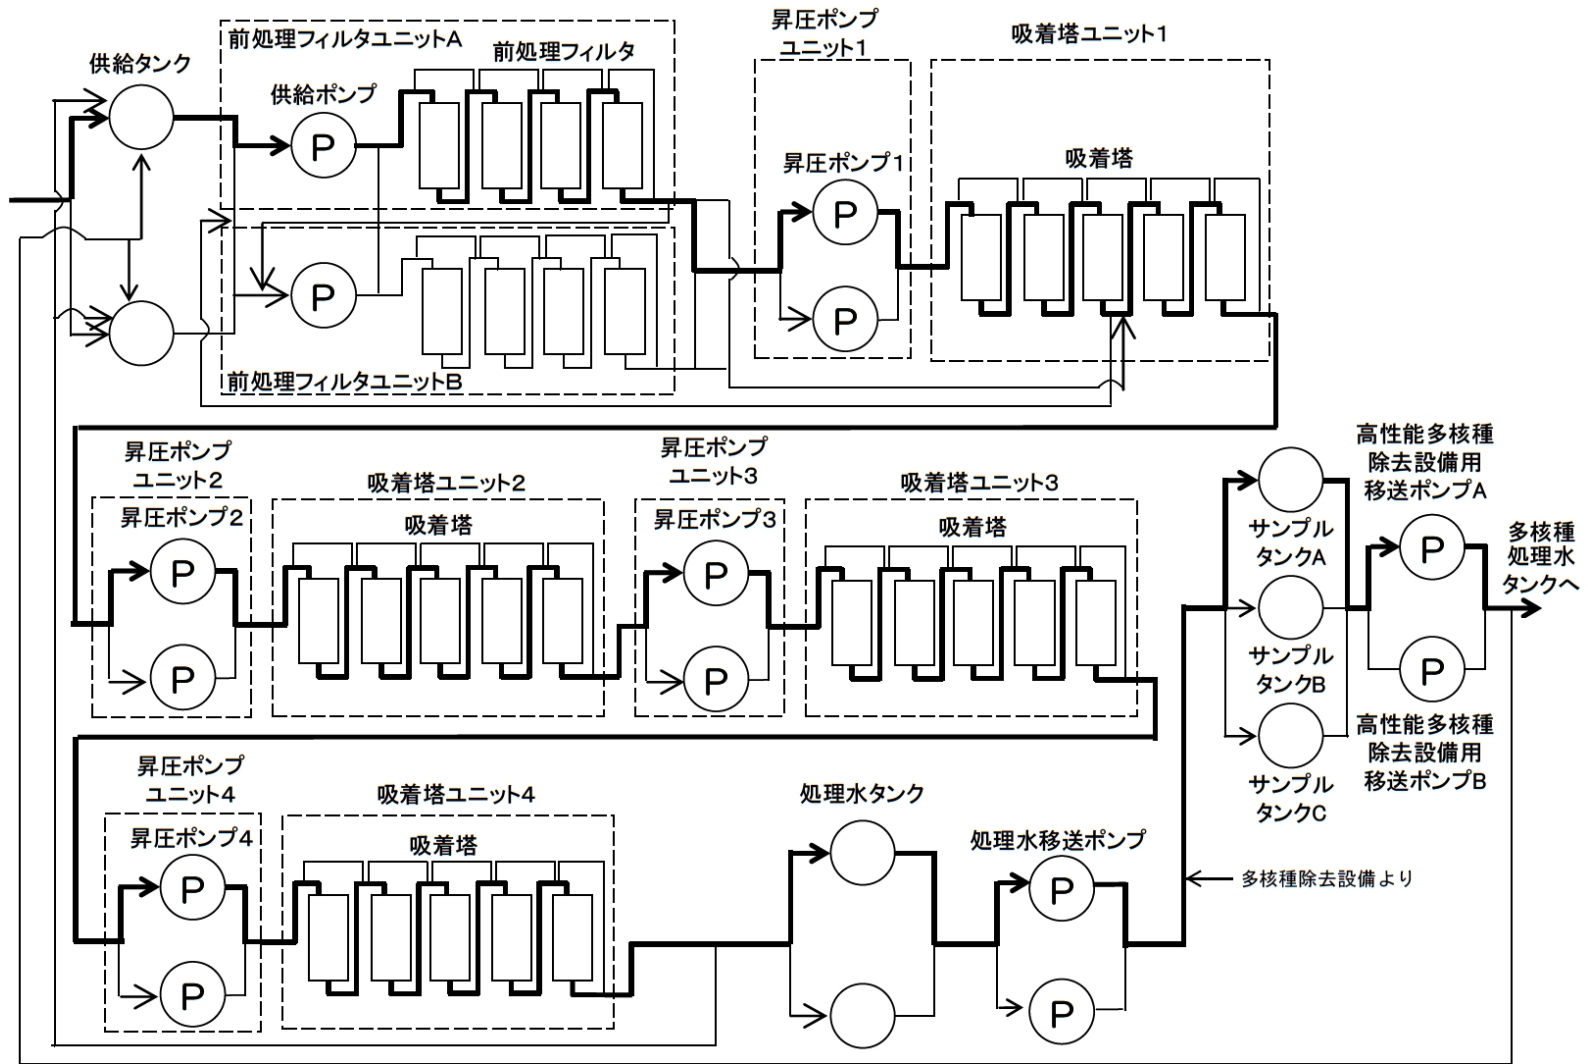 前処理フィルタユニットA
前処理フィルタ
供給タンク
供給ポンプ
P
P
前処理フィルタユニットB
昇圧ポンプ
ユニット1
昇圧ポンプ1
P
P
吸着塔ユニット1
吸着塔
昇圧ポンプ
ユニット2
昇圧ポンプ2
P
P
吸着塔ユニット2
吸着塔
昇圧ポンプ
ユニット3
昇圧ポンプ3
P
P
吸着塔ユニット3
吸着塔
サンプル
タンクA
サンプル
タンクB
サンプル
タンクC
高性能多核種
除去設備用
移送ポンプA
P
P
高性能多核種
除去設備用
移送ポンプB
多核種
処理水
タンクへ
昇圧ポンプ
ユニット4
昇圧ポンプ4
P
P
吸着塔ユニット4
吸着塔
処理水タンク
処理水移送ポンプ
P
P
多核種除去設備より